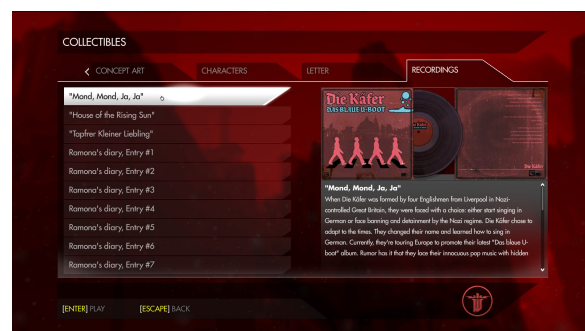 COLLECTIBLES
CONCEPT ART
CHARACTERS
LETTER
RECORDINGS
"Mond, Mond, Ja, Ja"
"House of the Rising Sun"
"Tapfrer Kleiner Liebling"
Ramona's diary, Entry #1
Ramona's diary, Entry #2
Ramona's diary, Entry #3
Ramona's diary, Entry #4
Ramona's diary, Entry #5
Ramona's diary, Entry #6
Ramona's diary, Entry #7
Die Käfer
DAS BLAUE U-BOOT
Die Käfer
"Mond, Mond, Ja, Ja"
When Die Käfer was formed by four Englishmen from Liverpool in Nazi-
controlled Great Britain, they were faced with a choice: either start singing in
German or face banning and detainment by the Nazi regime. Die Käfer chose to
adapt to the times. They changed their name and learned how to sing in
German. Currently, they're touring Europe to promote their latest "Das blaue U-
boot" album. Rumor has it that they lace their innocuous pop music with hidden
[ENTER] PLAY
[ESCAPE] BACK